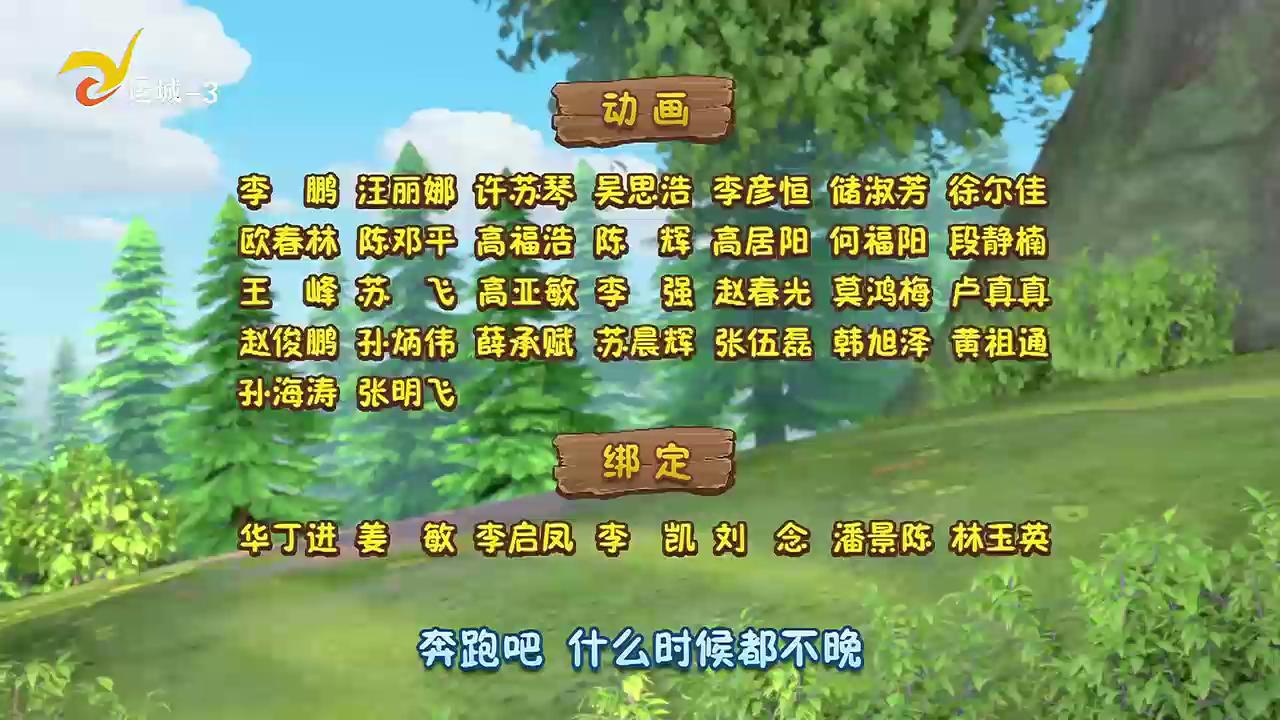 运城-3
动画
李 鹏 汪丽娜 许苏琴 吴思浩 李彦恒 储淑芳 徐尔佳
欧春林 陈邓平 高福浩 陈 辉 高居阳 何福阳 段静楠
王 峰 苏 飞 高亚敏 李 强 赵春光 莫鸿梅 卢真真
赵俊鹏 孙炳伟 薛承赋 苏晨辉 张伍磊 韩旭泽 黄祖通
孙海涛 张明飞
绑定
华丁进 姜 敏 李启凤 李 凯 刘 念 潘景陈 林玉英
奔跑吧 什么时候都不晚